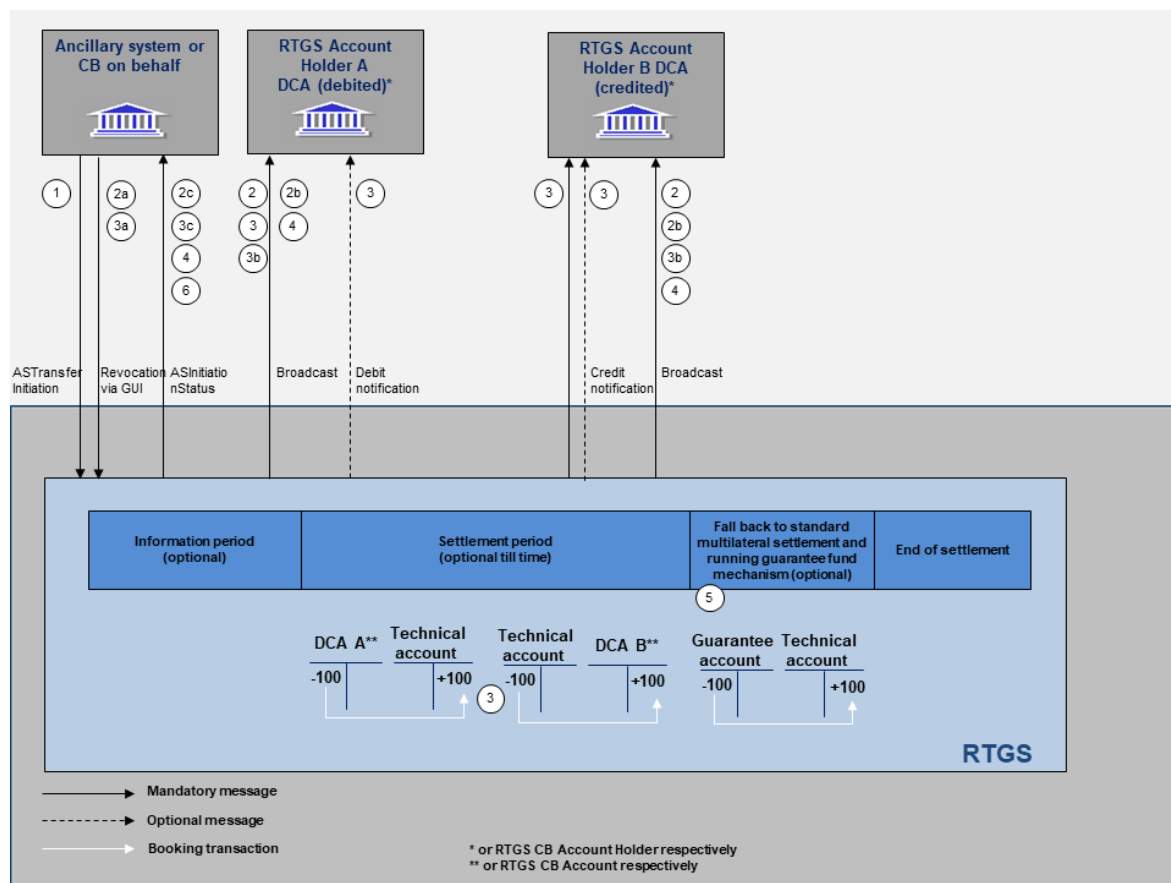 Ancillary system or
CB on behalf
RTGS Account
Holder A
DCA (debited)*
RTGS Account
Holder B DCA
(credited)*
1
2a
3a
2c
3c
4
6
2
3
3b
2b
4
3
3
3
2
2b
3b
4
ASTransfer
Initiation
Revocation
via GUI
ASInitiatio
nStatus
Broadcast
Debit
notification
Credit
notification
Broadcast
Information period
(optional)
Settlement period
(optional till time)
Fall back to standard
multilateral settlement and
running guarantee fund
mechanism (optional)
End of settlement
5
DCA A**
Technical
account
-100
+100
3
Technical
account
DCA B**
-100
+100
Guarantee
account
Technical
account
-100
+100
RTGS
Mandatory message
Optional message
Booking transaction
* or RTGS CB Account Holder respectively
** or RTGS CB Account respectively